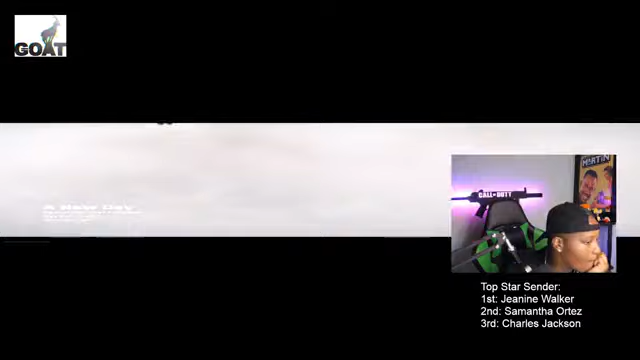 GOAT
A New Day
CALL OF DUTY
MARTIN
Top Star Sender:
1st: Jeanine Walker
2nd: Samantha Ortez
3rd: Charles Jackson